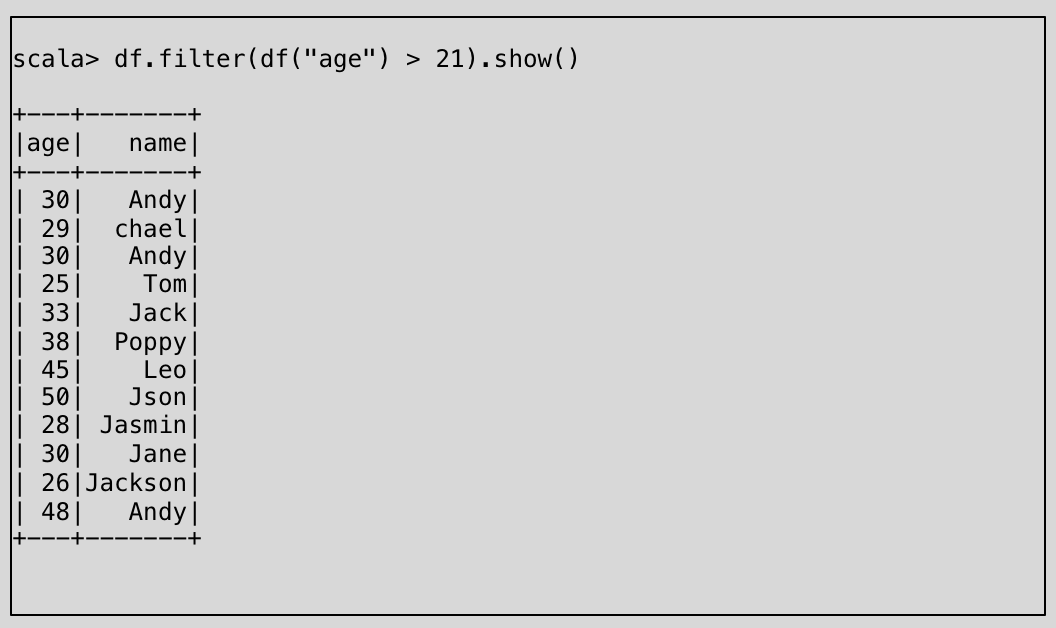 scala> df.filter(df("age") > 21).show()
+---+-------+
|age|   name|
+---+-------+
| 30|   Andy|
| 29|  chael|
| 30|   Andy|
| 25|    Tom|
| 33|   Jack|
| 38|  Poppy|
| 45|    Leo|
| 50|   Json|
| 28| Jasmin|
| 30|   Jane|
| 26|Jackson|
| 48|   Andy|
+---+-------+